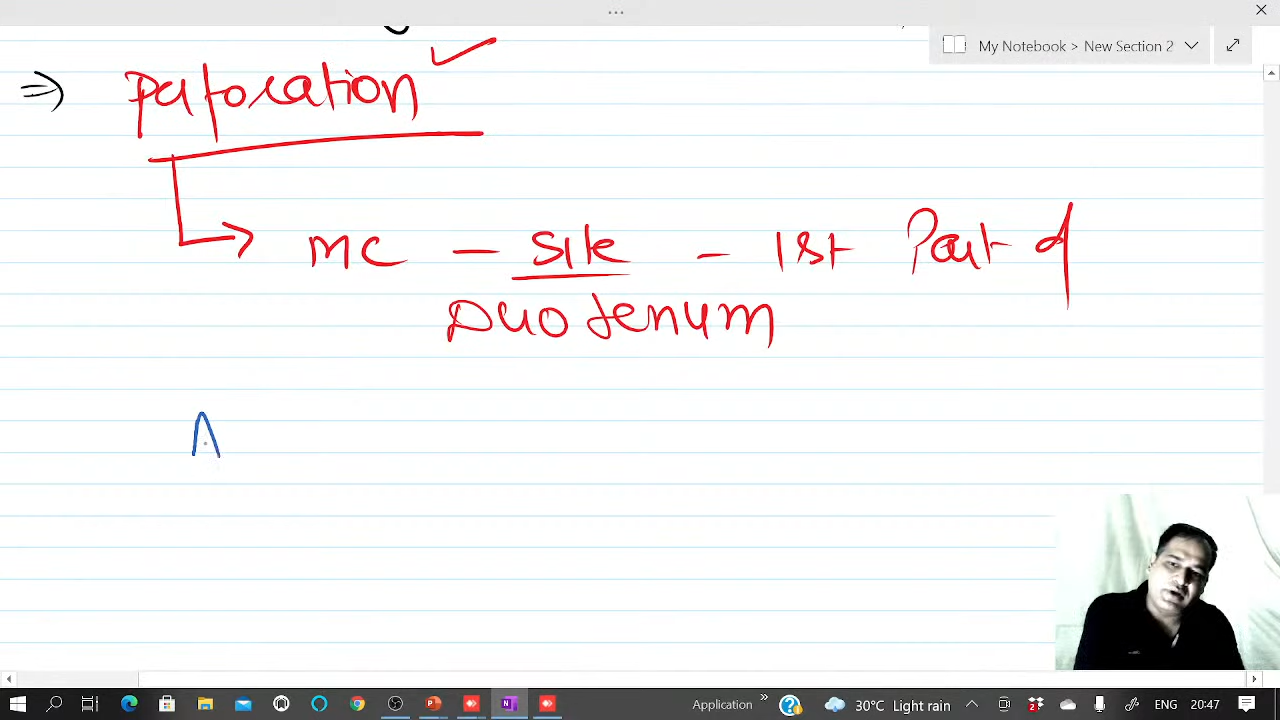 ...
My Notebook > New Section 2
⇒ Perforation ✓
MC - Site - 1st Part of
Duodenum
Application
»
30°C Light rain
ENG
20:47